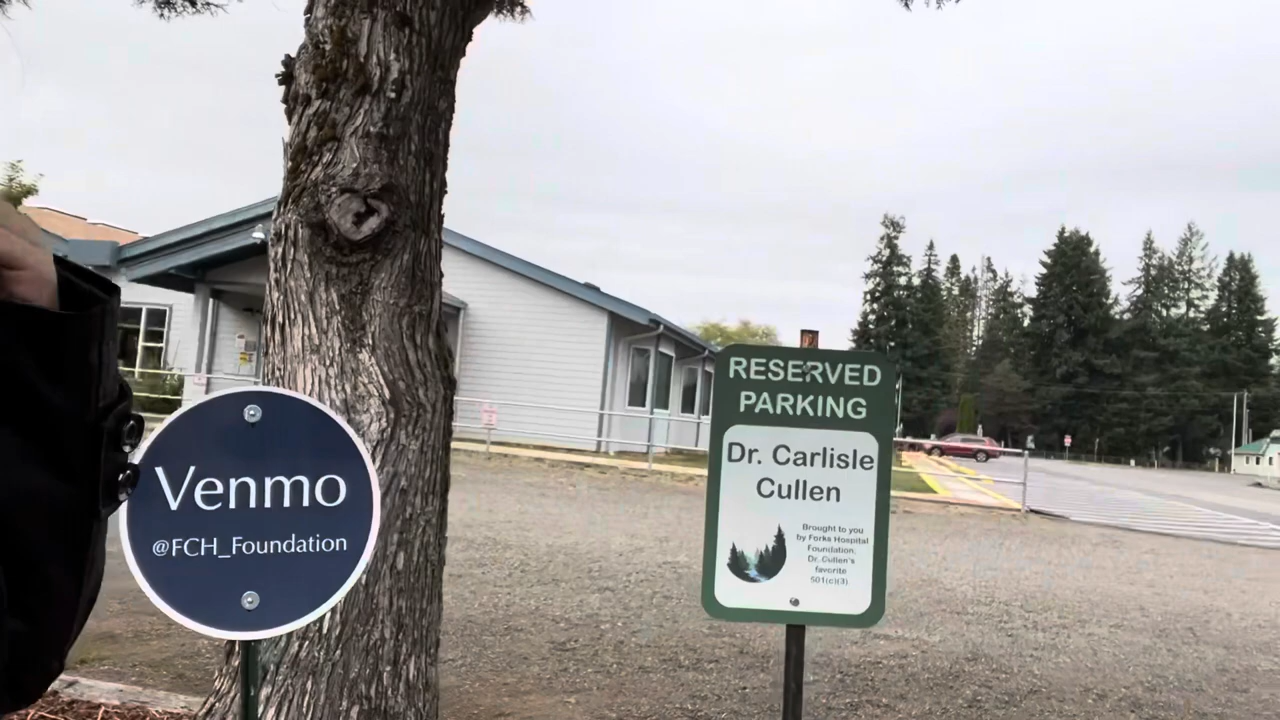 Venmo
@FCH_Foundation
RESERVED
PARKING
Dr. Carlisle
Cullen
Brought to you
by Forks Hospital
Foundation,
Dr. Cullen's
favorite
501(c)(3)